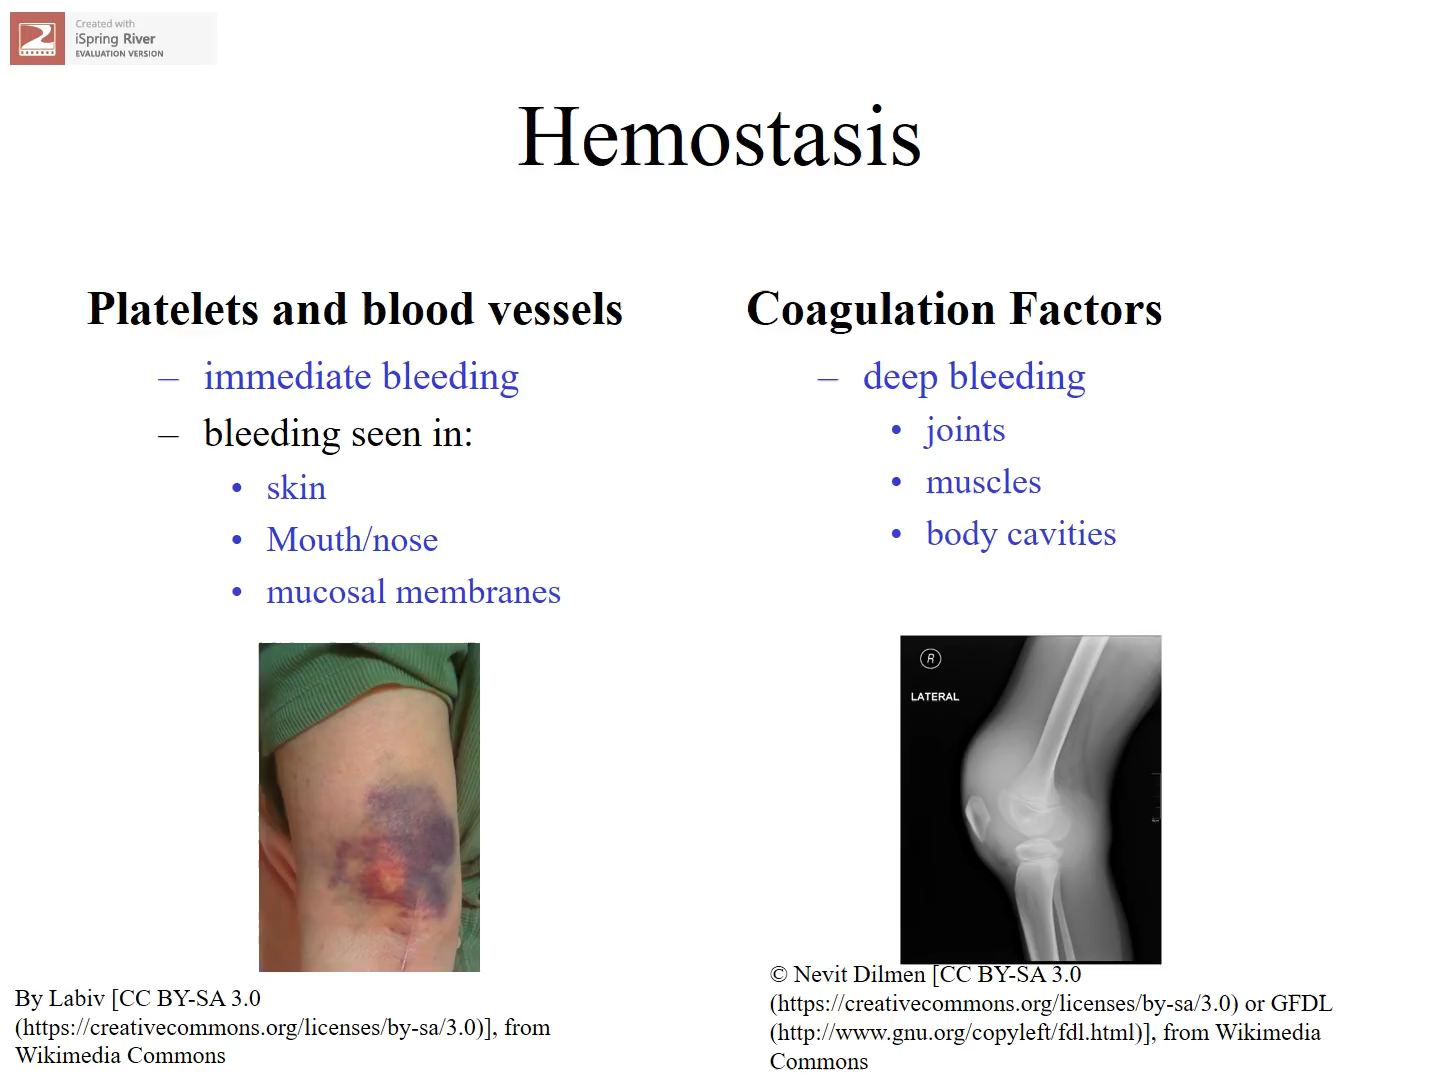 Created with
iSpring River
EVALUATION VERSION
Hemostasis
Platelets and blood vessels
– immediate bleeding
– bleeding seen in:
• skin
• Mouth/nose
• mucosal membranes
By Labiv [CC BY-SA 3.0
(https://creativecommons.org/licenses/by-sa/3.0)], from
Wikimedia Commons
Coagulation Factors
– deep bleeding
• joints
• muscles
• body cavities
R
LATERAL
© Nevit Dilmen [CC BY-SA 3.0
(https://creativecommons.org/licenses/by-sa/3.0) or GFDL
(http://www.gnu.org/copyleft/fdl.html)], from Wikimedia
Commons